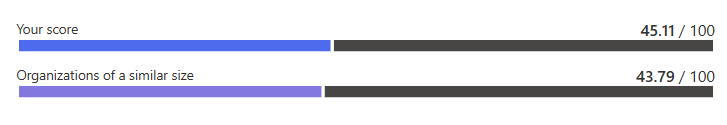 Your score 45.11 / 100
Organizations of a similar size 43.79 / 100